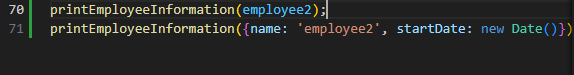 70 printEmployeeInformation(employee2);
71 printEmployeeInformation({name: 'employee2', startDate: new Date()})